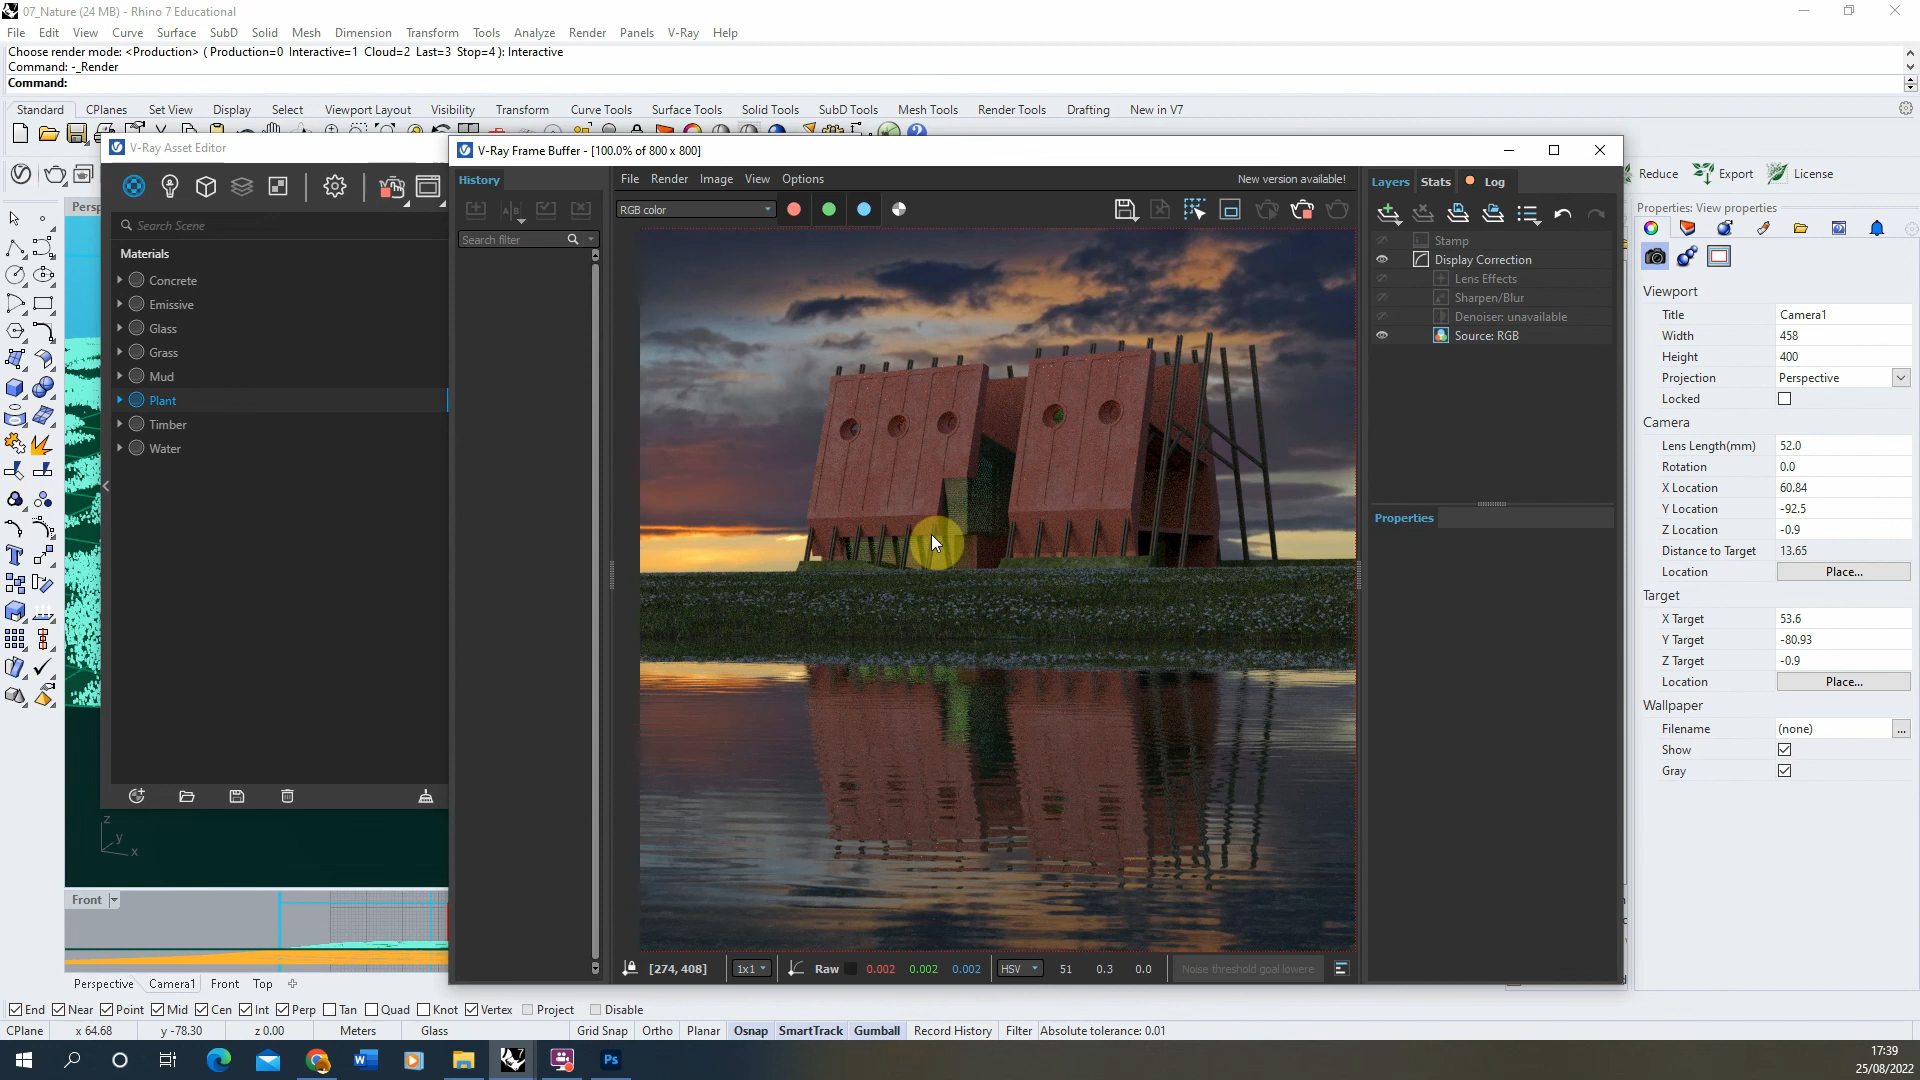 07_Nature (24 MB) - Rhino 7 Educational
File Edit View Curve Surface SubD Solid Mesh Dimension Transform Tools Analyze Render Panels V-Ray Help
Choose render mode: <Production> ( Production=0 Interactive=1 Cloud=2 Last=3 Stop=4 ): Interactive
Command: -_Render
Command:
Standard CPlanes Set View Display Select Viewport Layout Visibility Transform Curve Tools Surface Tools Solid Tools SubD Tools Mesh Tools Render Tools Drafting New in V7
V-Ray Asset Editor
V-Ray Frame Buffer - [100.0% of 800 x 800]
Reduce Export License
History
File Render Image View Options
New version available!
Layers Stats Log
Persp
RGB color
Search Scene
Search filter
Materials
Concrete
Emissive
Glass
Grass
Mud
Plant
Timber
Water
Stamp
Display Correction
Lens Effects
Sharpen/Blur
Denoiser: unavailable
Source: RGB
Properties
Properties: View properties
Viewport
Title Camera1
Width 458
Height 400
Projection Perspective
Locked
Camera
Lens Length(mm) 52.0
Rotation 0.0
X Location 60.84
Y Location -92.5
Z Location -0.9
Distance to Target 13.65
Location Place...
Target
X Target 53.6
Y Target -80.93
Z Target -0.9
Location Place...
Wallpaper
Filename (none) ...
Show
Gray
z
y
x
Front
[274, 408] 1x1 Raw 0.002 0.002 0.002 HSV 51 0.3 0.0 Noise threshold goal lowere
Perspective Camera1 Front Top
End Near Point Mid Cen Int Perp Tan Quad Knot Vertex Project Disable
CPlane x 64.68 y -78.30 z 0.00 Meters Glass Grid Snap Ortho Planar Osnap SmartTrack Gumball Record History Filter Absolute tolerance: 0.01
17:39
25/08/2022